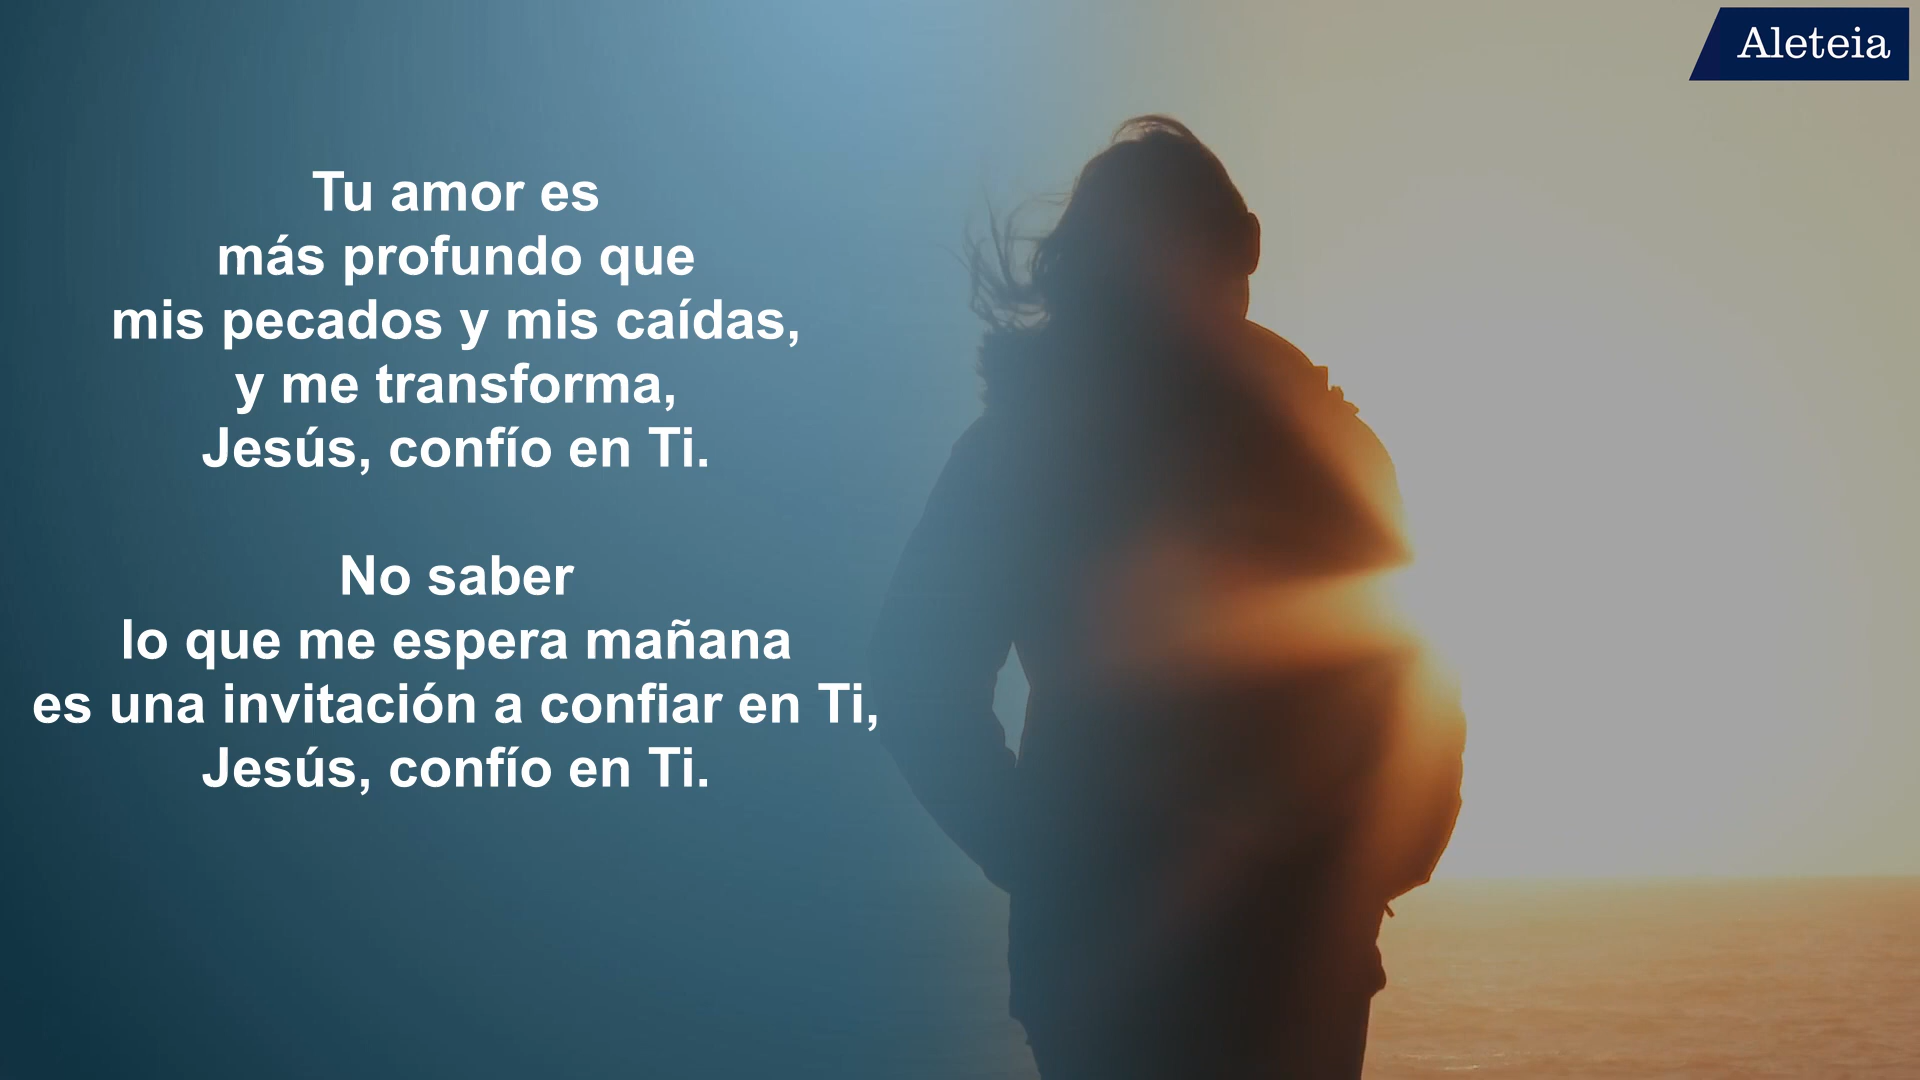 Aleteia
Tu amor es
más profundo que
mis pecados y mis caídas,
y me transforma,
Jesús, confío en Ti.
No saber
lo que me espera mañana
es una invitación a confiar en Ti,
Jesús, confío en Ti.